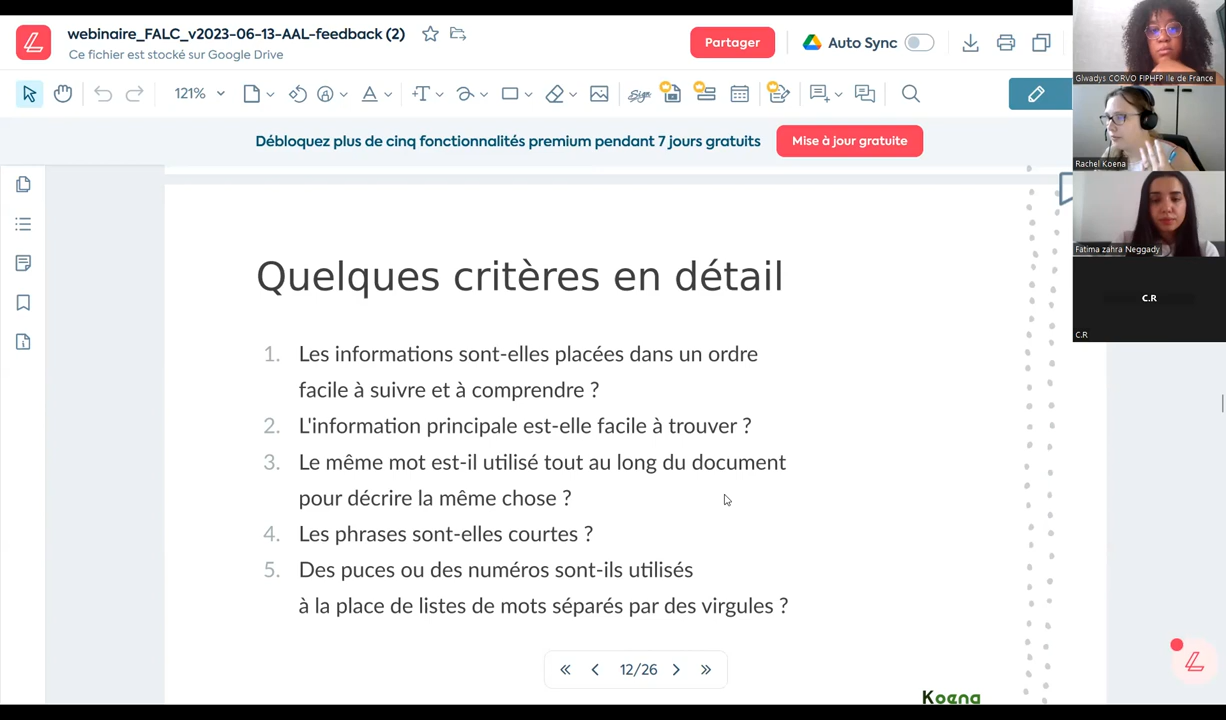 webinaire_FALC_v2023-06-13-AAL-feedback (2)
Ce fichier est stocké sur Google Drive
Partager
Auto Sync
121%
Sign
Débloquez plus de cinq fonctionnalités premium pendant 7 jours gratuits
Mise à jour gratuite
Glwadys CORVO FIPHFP Ile de France
Rachel Koena
Fatima zahra Neggady
C.R
C.R
Quelques critères en détail
1. Les informations sont-elles placées dans un ordre
facile à suivre et à comprendre ?
2. L'information principale est-elle facile à trouver ?
3. Le même mot est-il utilisé tout au long du document
pour décrire la même chose ?
4. Les phrases sont-elles courtes ?
5. Des puces ou des numéros sont-ils utilisés
à la place de listes de mots séparés par des virgules ?
12/26
Koena